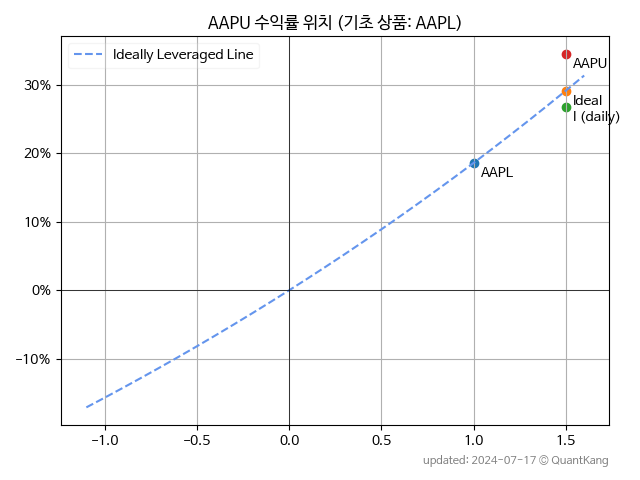 AAPU 수익률 위치 (기초 상품: AAPL)
Ideally Leveraged Line
30%
20%
10%
0%
-10%
AAPU
Ideal
I (daily)
AAPL
-1.0
-0.5
0.0
0.5
1.0
1.5
updated: 2024-07-17 © QuantKang